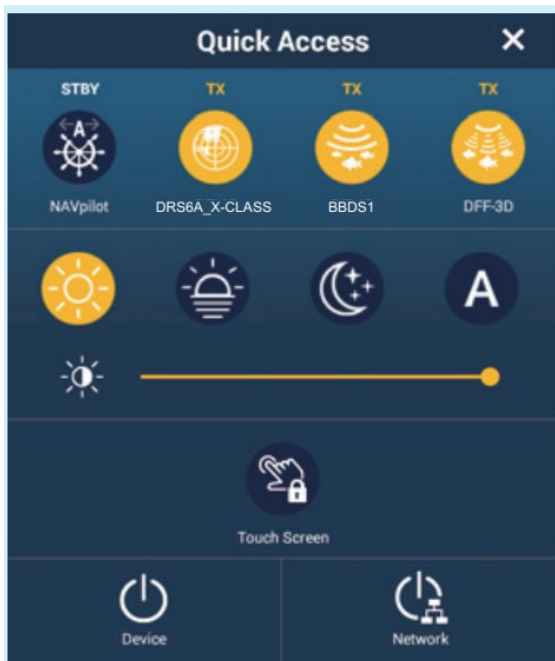 Quick Access
STBY TX TX TX
A
NAVpilot DRS6A_X-CLASS BBDS1 DFF-3D
A
Touch Screen
Device Network